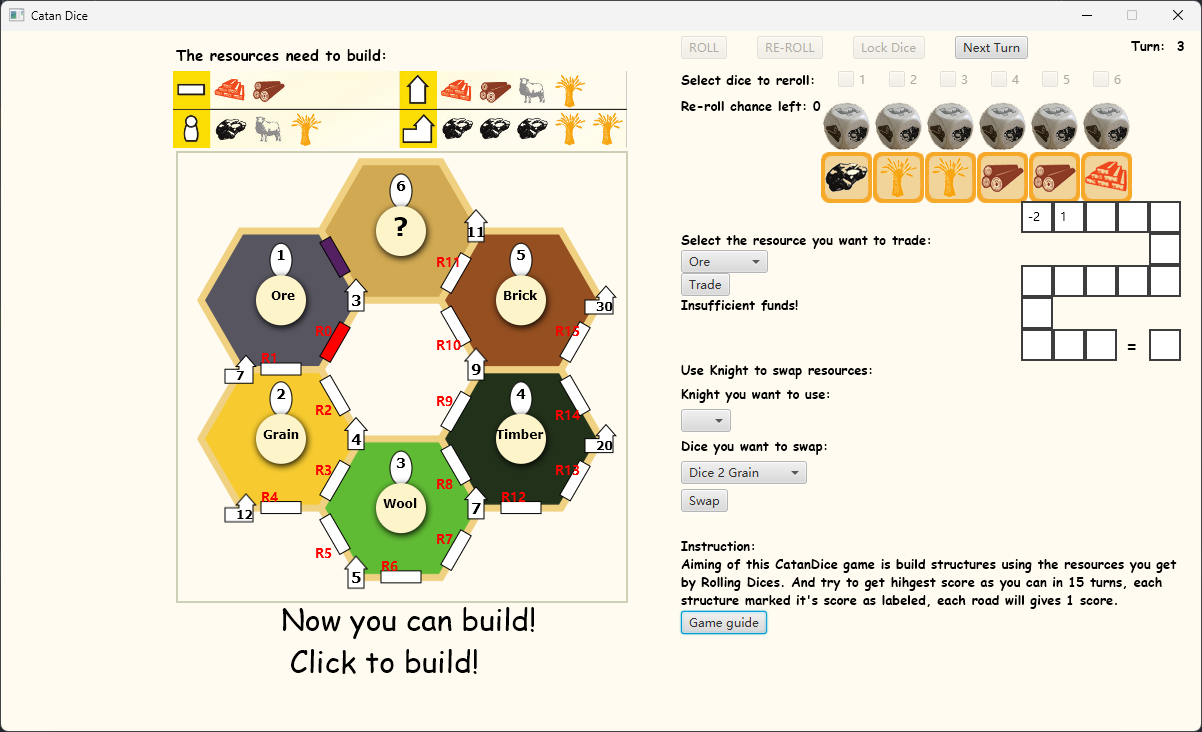 Catan Dice
ROLL RE-ROLL Lock Dice Next Turn Turn: 3
The resources need to build:
Select dice to reroll: 1 2 3 4 5 6
Re-roll chance left: 0
-2 1
Select the resource you want to trade:
Ore
Trade
Insufficient funds!
=
Use Knight to swap resources:
Knight you want to use:
Dice you want to swap:
Dice 2 Grain
Swap
Instruction:
Aiming of this CatanDice game is build structures using the resources you get
by Rolling Dices. And try to get hihgest score as you can in 15 turns, each
structure marked it's score as labeled, each road will gives 1 score.
Game guide
6
?
11
R11
1
Ore
3
5
Brick
30
R0
R1
7
R10
R15
9
2
Grain
R2
4
4
Timber
R9
R14
20
R3
R4
12
3
Wool
R8
7
R12
R13
R5
R6
5
R7
Now you can build!
Click to build!